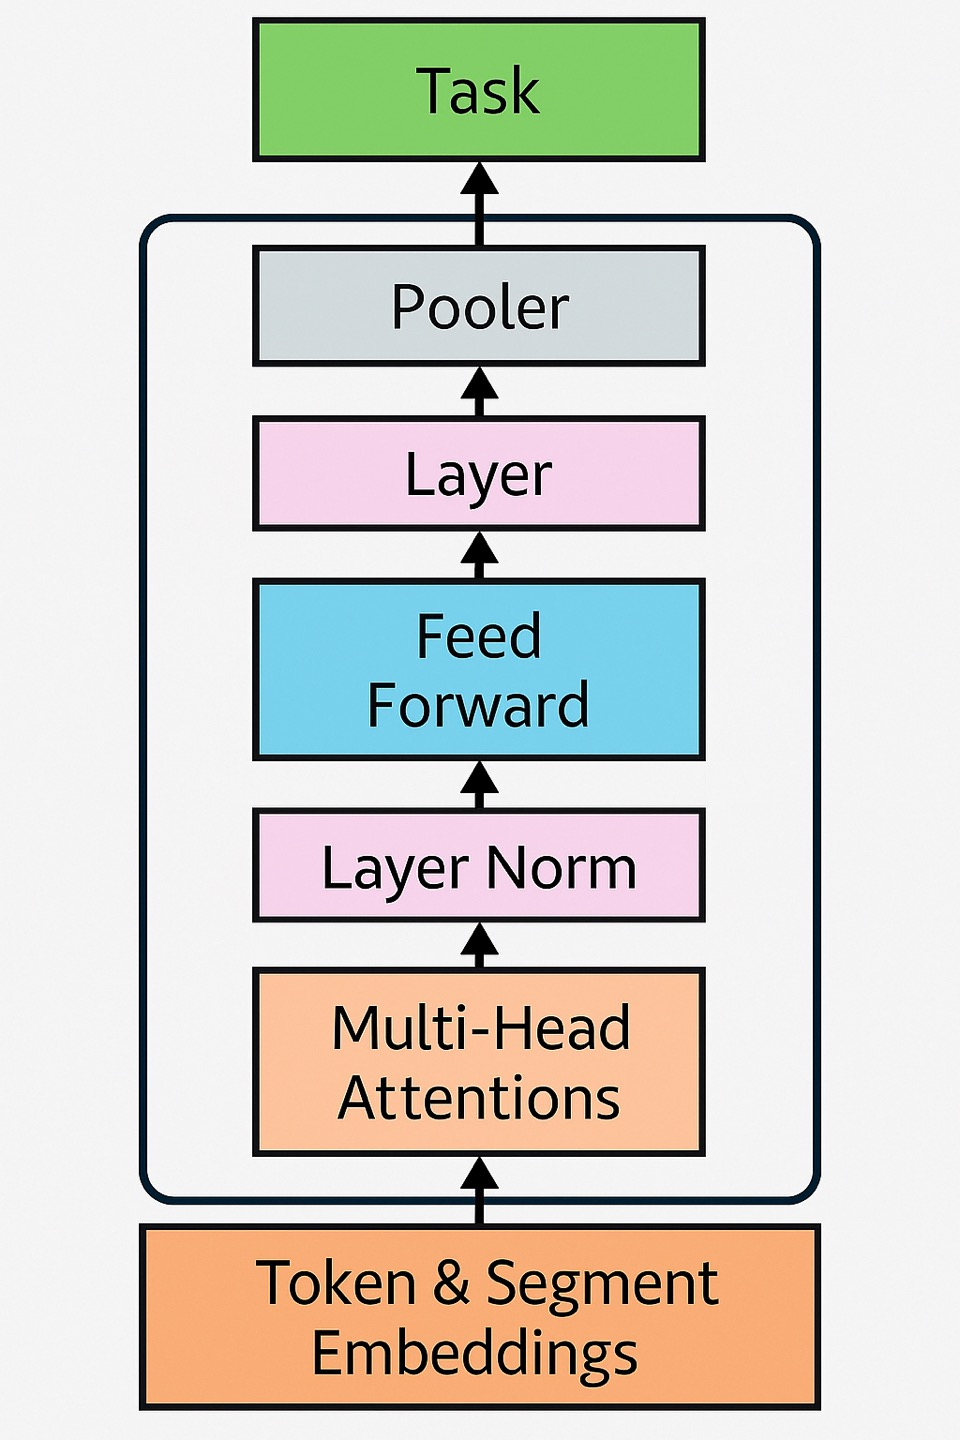 Task
Pooler
Layer
Feed
Forward
Layer Norm
Multi-Head
Attentions
Token & Segment
Embeddings